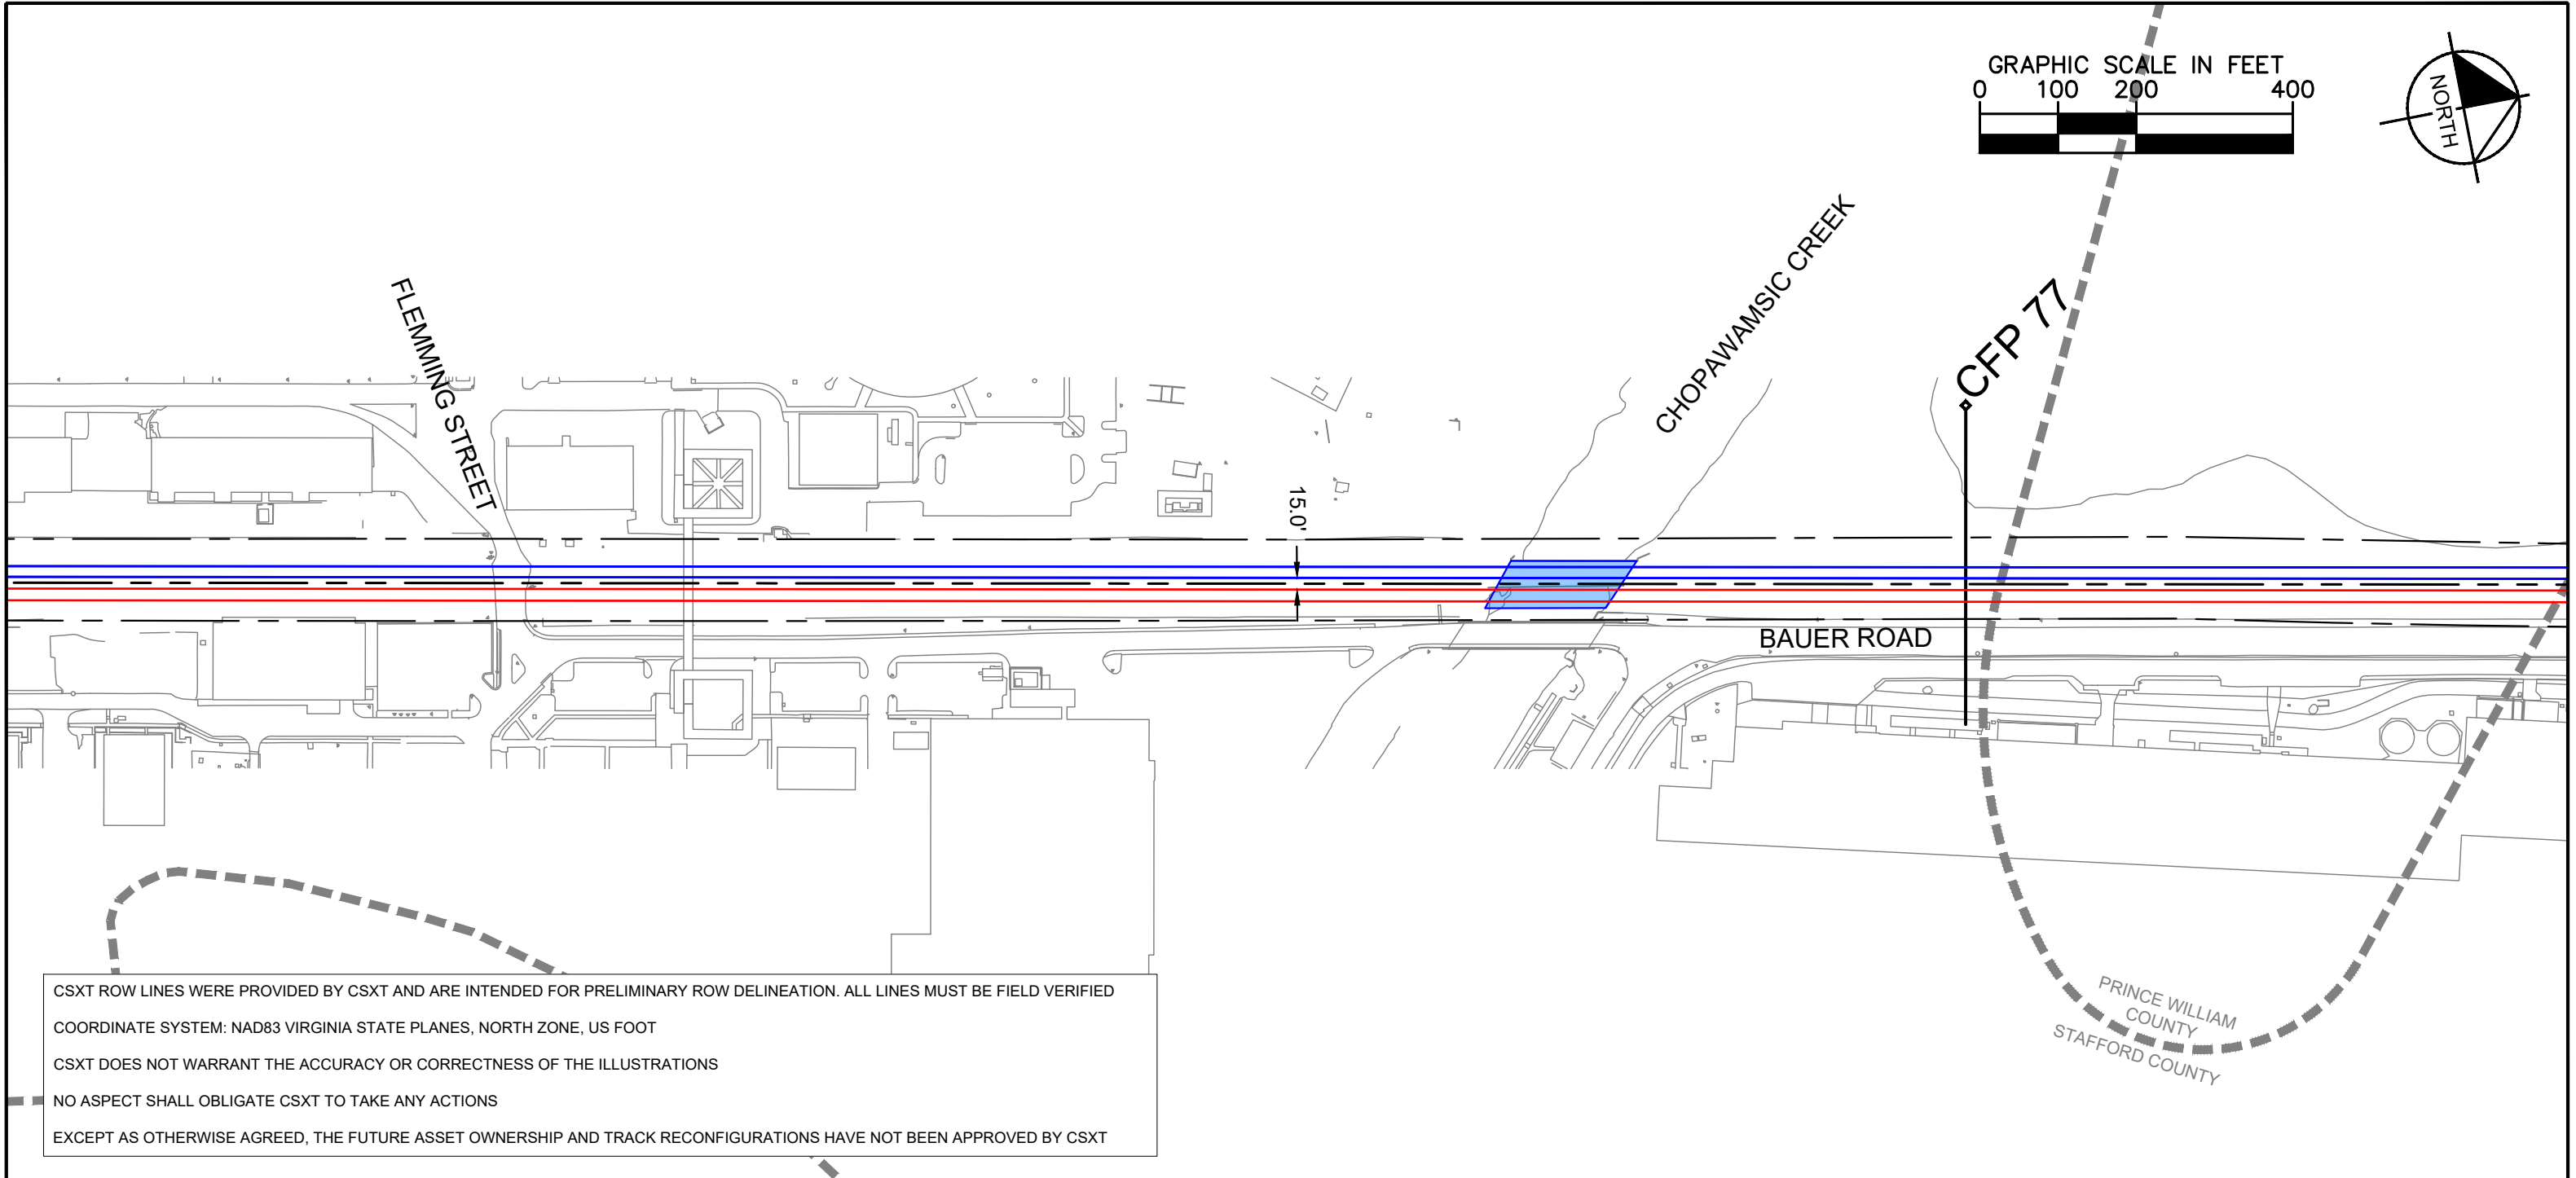 GRAPHIC SCALE IN FEET
0 100 200 400
NORTH
FLEMMING STREET
CHOPAWAMSIC CREEK
CFP 77
15.0'
BAUER ROAD
PRINCE WILLIAM
COUNTY
STAFFORD COUNTY
CSXT ROW LINES WERE PROVIDED BY CSXT AND ARE INTENDED FOR PRELIMINARY ROW DELINEATION. ALL LINES MUST BE FIELD VERIFIED
COORDINATE SYSTEM: NAD83 VIRGINIA STATE PLANES, NORTH ZONE, US FOOT
CSXT DOES NOT WARRANT THE ACCURACY OR CORRECTNESS OF THE ILLUSTRATIONS
NO ASPECT SHALL OBLIGATE CSXT TO TAKE ANY ACTIONS
EXCEPT AS OTHERWISE AGREED, THE FUTURE ASSET OWNERSHIP AND TRACK RECONFIGURATIONS HAVE NOT BEEN APPROVED BY CSXT